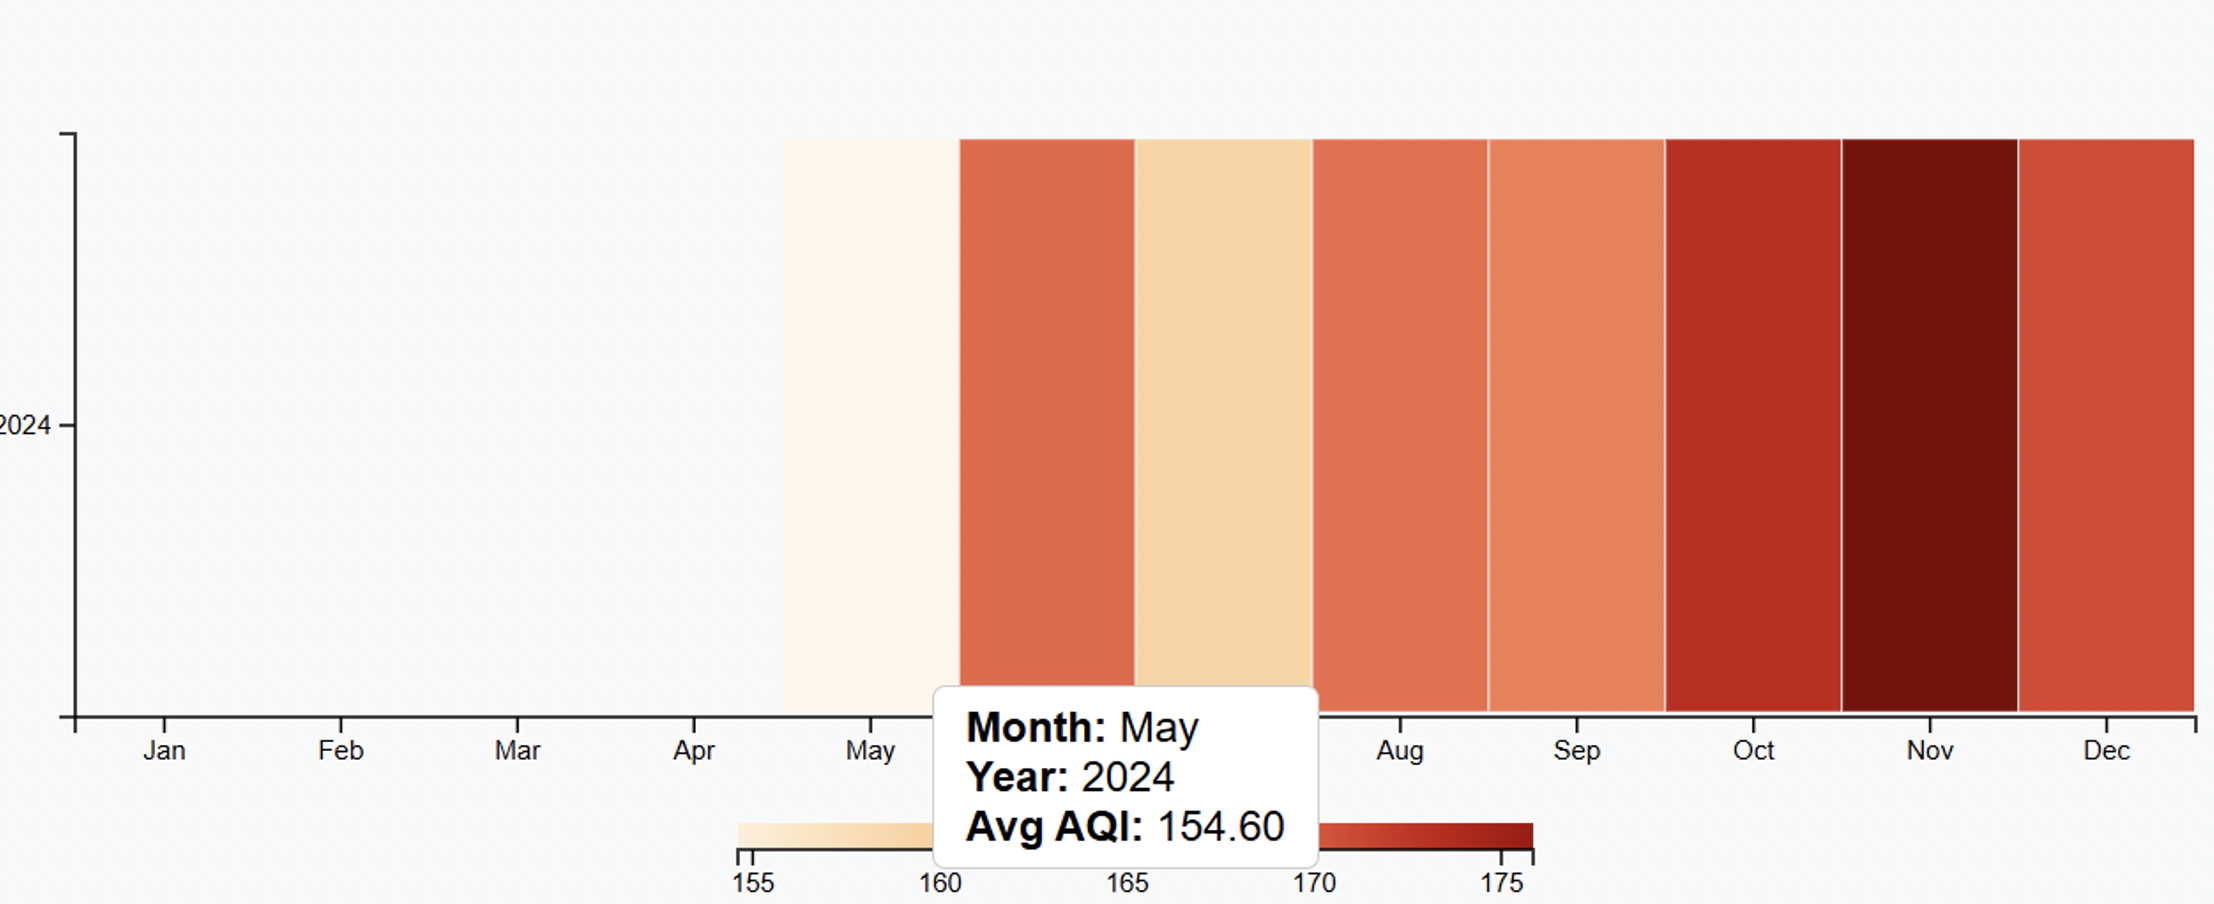 2024
Jan Feb Mar Apr May Aug Sep Oct Nov Dec
Month: May
Year: 2024
Avg AQI: 154.60
155 160 165 170 175